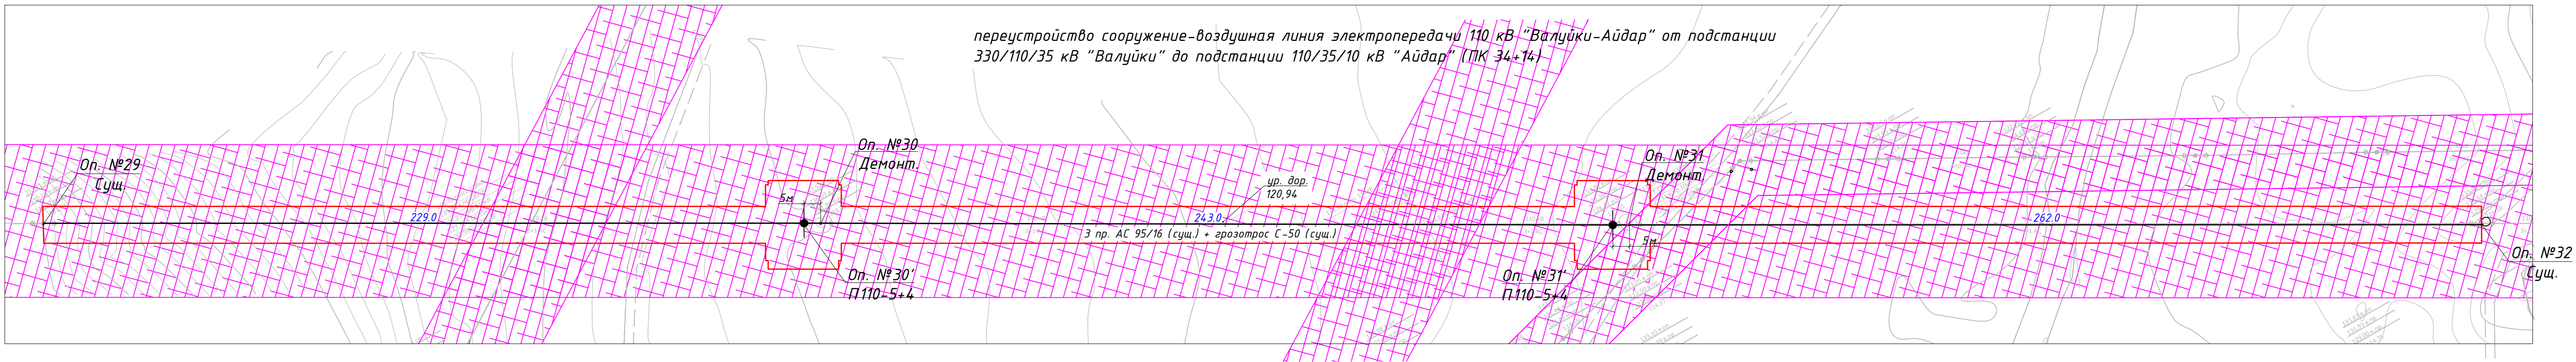 переустройство сооружение-воздушная линия электропередачи 110 кВ "Валуйки-Айдар" от подстанции
330/110/35 кВ "Валуйки" до подстанции 110/35/10 кВ "Айдар" (ПК 34+14)
Оп. №29
Сущ.
229.0
5м
Оп. №30
Демонт.
Оп. №30'
П110-5+4
ур. дор.
120,94
243.0
3 пр. АС 95/16 (сущ.) + грозотрос С-50 (сущ.)
Оп. №31
Демонт.
5м
Оп. №31'
П110-5+4
262.0
Оп. №32
Сущ.